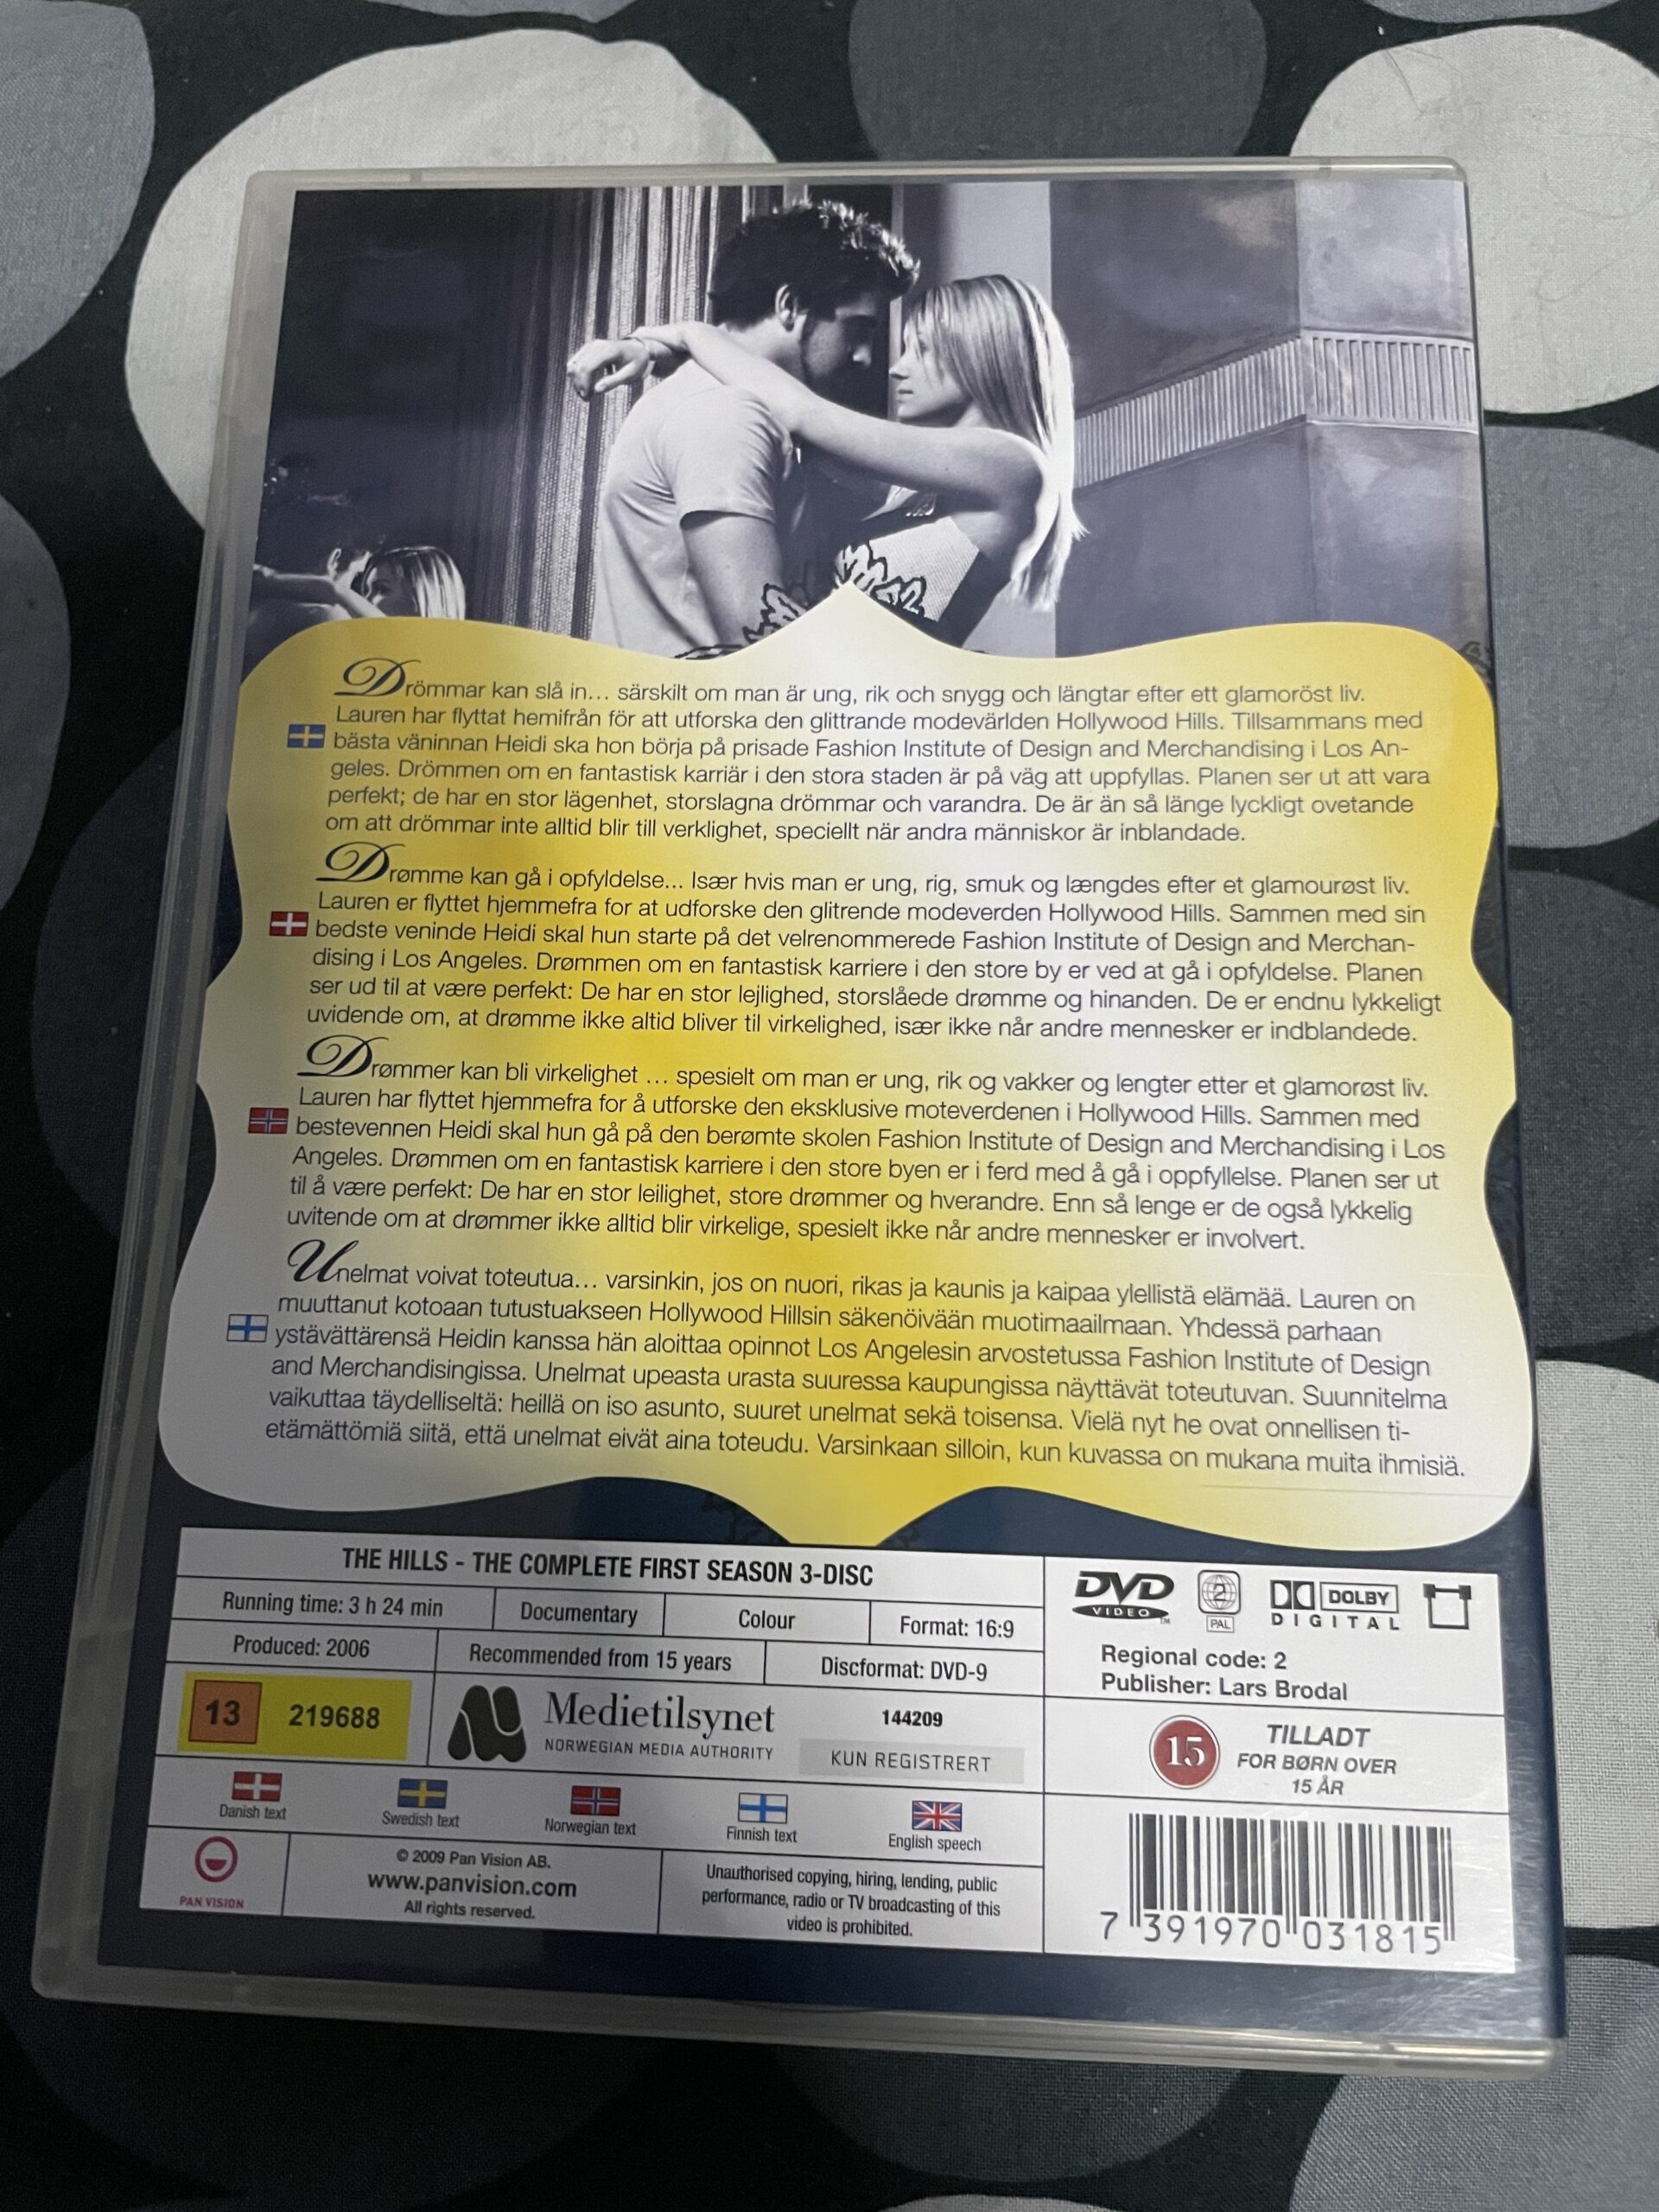 Drömmar kan slå in... särskilt om man är ung, rik och snygg och längtar efter ett glamoröst liv.
Lauren har flyttat hemifrån för att utforska den glittrande modevärlden Hollywood Hills. Tillsammans med
bästa väninnan Heidi ska hon börja på prisade Fashion Institute of Design and Merchandising i Los An-
geles. Drömmen om en fantastisk karriär i den stora staden är på väg att uppfyllas. Planen ser ut att vara
perfekt; de har en stor lägenhet, storslagna drömmar och varandra. De är än så länge lyckligt ovetande
om att drömmar inte alltid blir till verklighet, speciellt när andra människor är inblandade.
Drømme kan gå i opfyldelse... Især hvis man er ung, rig, smuk og længdes efter et glamourøst liv.
Lauren er flyttet hjemmefra for at udforske den glitrende modeverden Hollywood Hills. Sammen med sin
bedste veninde Heidi skal hun starte på det velrenommerede Fashion Institute of Design and Merchan-
dising i Los Angeles. Drømmen om en fantastisk karriere i den store by er ved at gå i opfyldelse. Planen
ser ud til at være perfekt: De har en stor lejlighed, storslåede drømme og hinanden. De er endnu lykkeligt
uvidende om, at drømme ikke altid bliver til virkelighed, især ikke når andre mennesker er indblandede.
Drømmer kan bli virkelighet ... spesielt om man er ung, rik og vakker og lengter etter et glamorøst liv.
Lauren har flyttet hjemmefra for å utforske den eksklusive moteverdenen i Hollywood Hills. Sammen med
bestevennen Heidi skal hun gå på den berømte skolen Fashion Institute of Design and Merchandising i Los
Angeles. Drømmen om en fantastisk karriere i den store byen er i ferd med å gå i oppfyllelse. Planen ser ut
til å være perfekt: De har en stor leilighet, store drømmer og hverandre. Enn så lenge er de også lykkelig
uvitende om at drømmer ikke alltid blir virkelige, spesielt ikke når andre mennesker er involvert.
Unelmat voivat toteutua... varsinkin, jos on nuori, rikas ja kaunis ja kaipaa ylellistä elämää. Lauren on
muuttanut kotoaan tutustuakseen Hollywood Hillsin säkenöivään muotimaailmaan. Yhdessä parhaan
ystävättärensä Heidin kanssa hän aloittaa opinnot Los Angelesin arvostetussa Fashion Institute of Design
and Merchandisingissa. Unelmat upeasta urasta suuressa kaupungissa näyttävät toteutuvan. Suunnitelma
vaikuttaa täydelliseltä: heillä on iso asunto, suuret unelmat sekä toisensa. Vielä nyt he ovat onnellisen ti-
etämättömiä siitä, että unelmat eivät aina toteudu. Varsinkaan silloin, kun kuvassa on mukana muita ihmisiä.
THE HILLS - THE COMPLETE FIRST SEASON 3-DISC
Running time: 3 h 24 min
Documentary
Colour
Format: 16:9
Produced: 2006
Recommended from 15 years
Discformat: DVD-9
13 219688
Medietilsynet
NORWEGIAN MEDIA AUTHORITY
144209
KUN REGISTRERT
Danish text
Swedish text
Norwegian text
Finnish text
English speech
PAN VISION
© 2009 Pan Vision AB.
www.panvision.com
All rights reserved.
Unauthorised copying, hiring, lending, public
performance, radio or TV broadcasting of this
video is prohibited.
DVD
VIDEO™
2
PAL
DOLBY
DIGITAL
Regional code: 2
Publisher: Lars Brodal
15
TILLADT
FOR BØRN OVER
15 ÅR
7 391970 031815